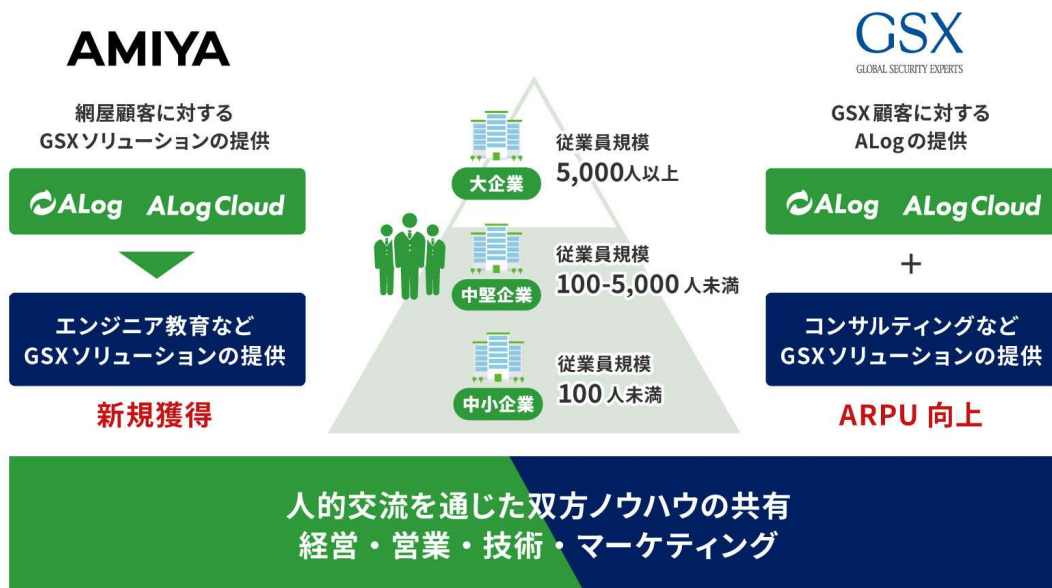 AMIYA
網屋顧客に対する
GSXソリューションの提供
ALog ALog Cloud
エンジニア教育など
GSXソリューションの提供
新規獲得
大企業
従業員規模
5,000人以上
中堅企業
従業員規模
100-5,000人未満
中小企業
従業員規模
100人未満
GSX
GLOBAL SECURITY EXPERTS
GSX顧客に対する
ALogの提供
ALog ALog Cloud
+
コンサルティングなど
GSXソリューションの提供
ARPU 向上
人的交流を通じた双方ノウハウの共有
経営・営業・技術・マーケティング